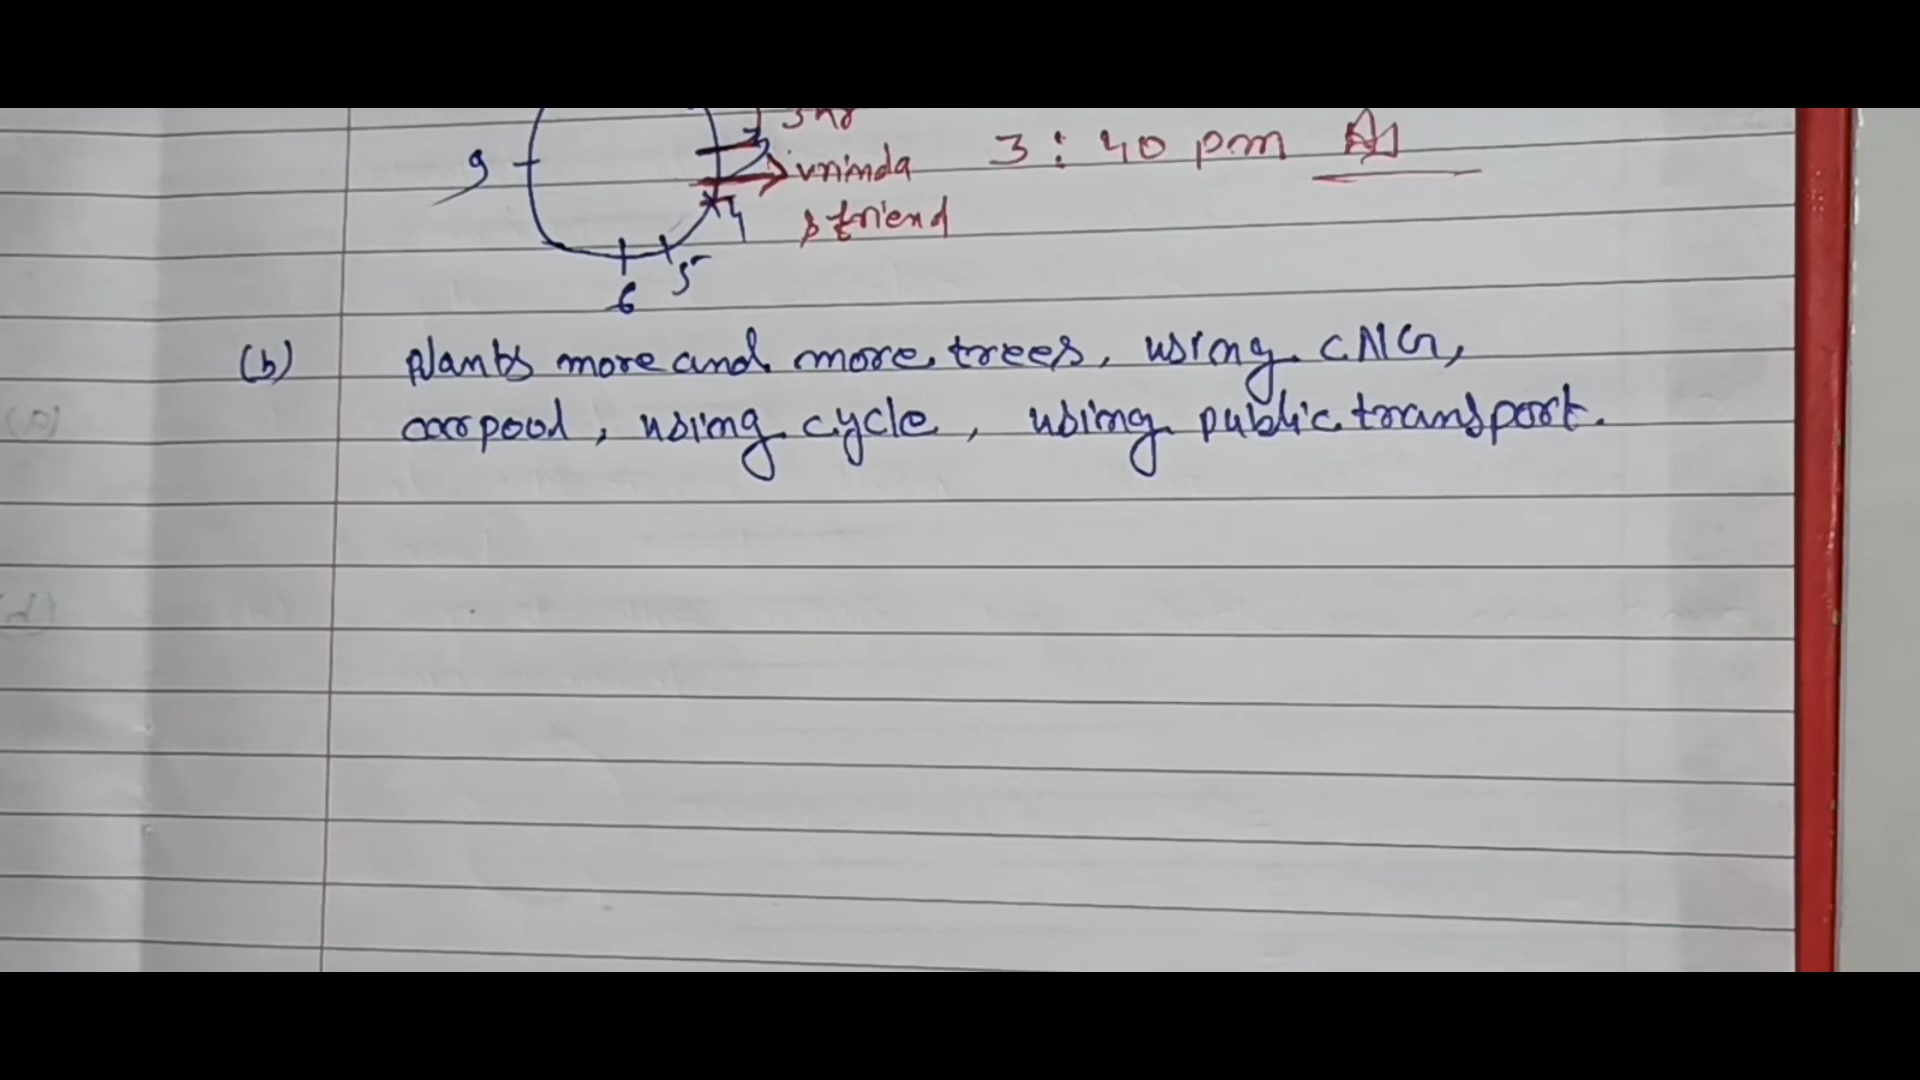 3
9
vrinda 3 : 40 pm
& friend
4
5
6
(b) Plants more and more trees, using CNG,
carpool, using cycle, using public transport.